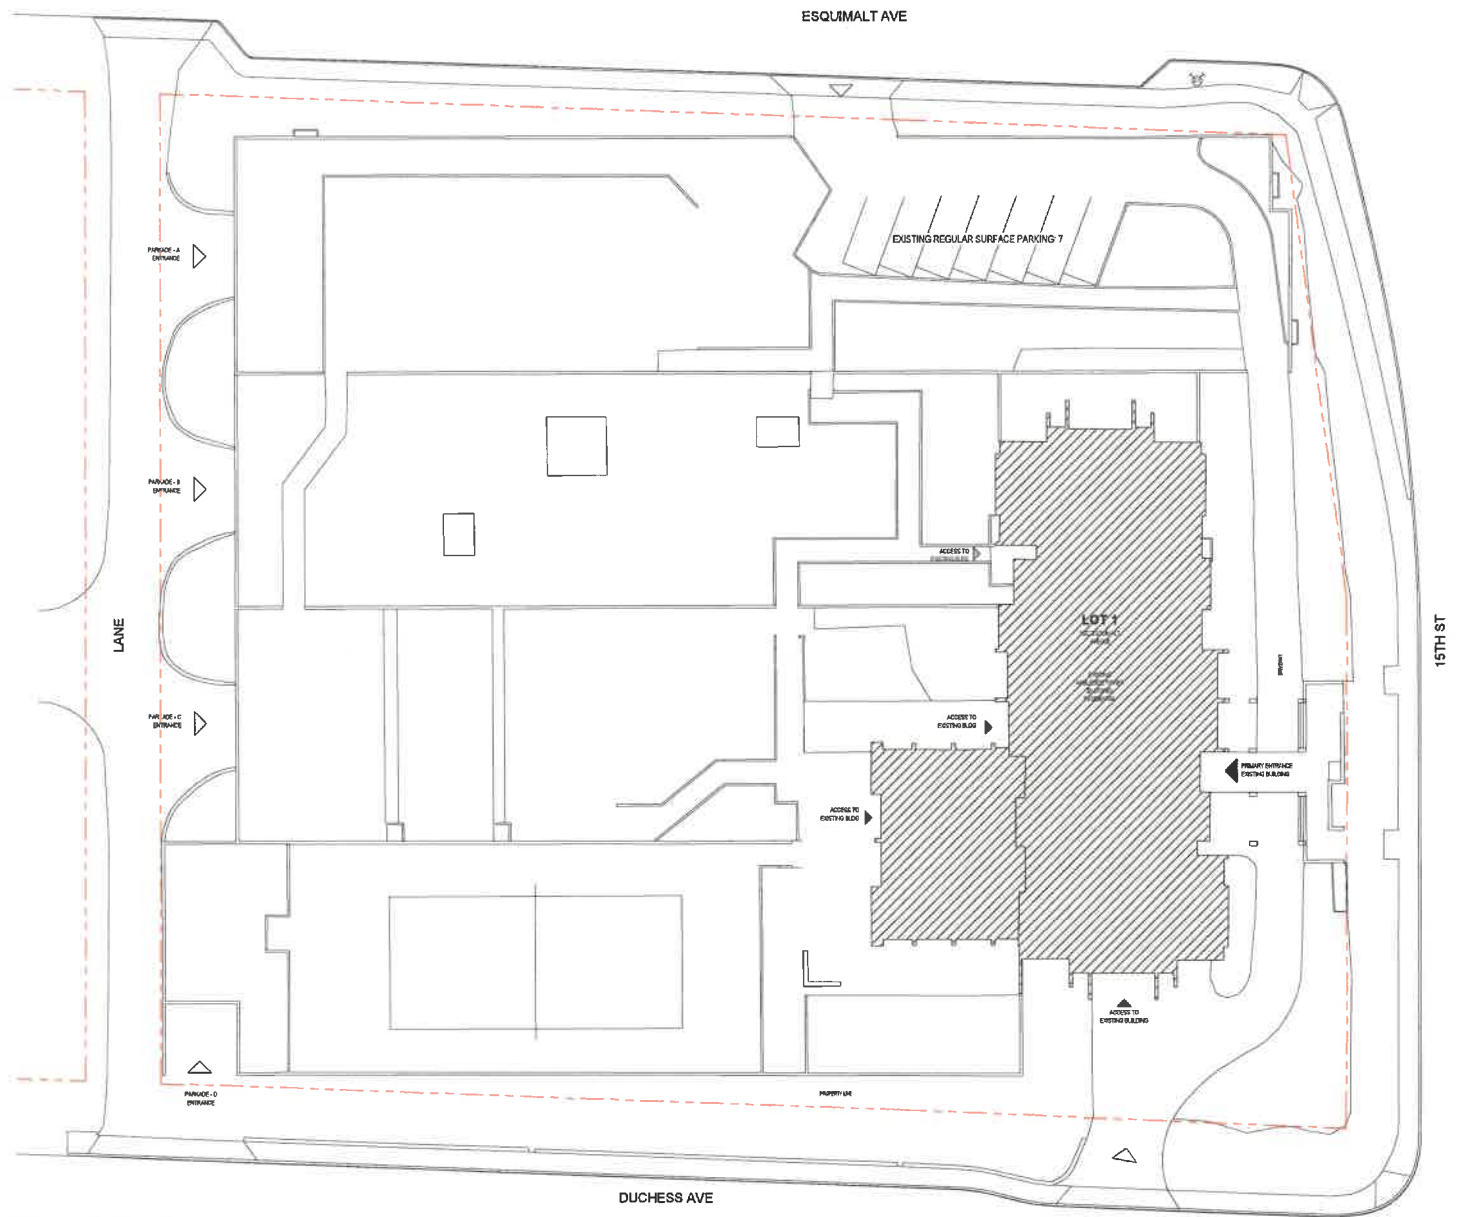 ESQUIMALT AVE
EXISTING REGULAR SURFACE PARKING: 7
PARKADE - A
ENTRANCE
PARKADE - B
ENTRANCE
ACCESS TO
LOT 1
LANE
15TH ST
DRIVEWAY
PARKADE - C
ENTRANCE
ACCESS TO
EXISTING BLDG
PRIMARY ENTRANCE
EXISTING BUILDING
ACCESS TO
EXISTING BLDG
ACCESS TO
EXISTING BUILDING
PARKADE - D
ENTRANCE
PROPERTY LINE
DUCHESS AVE